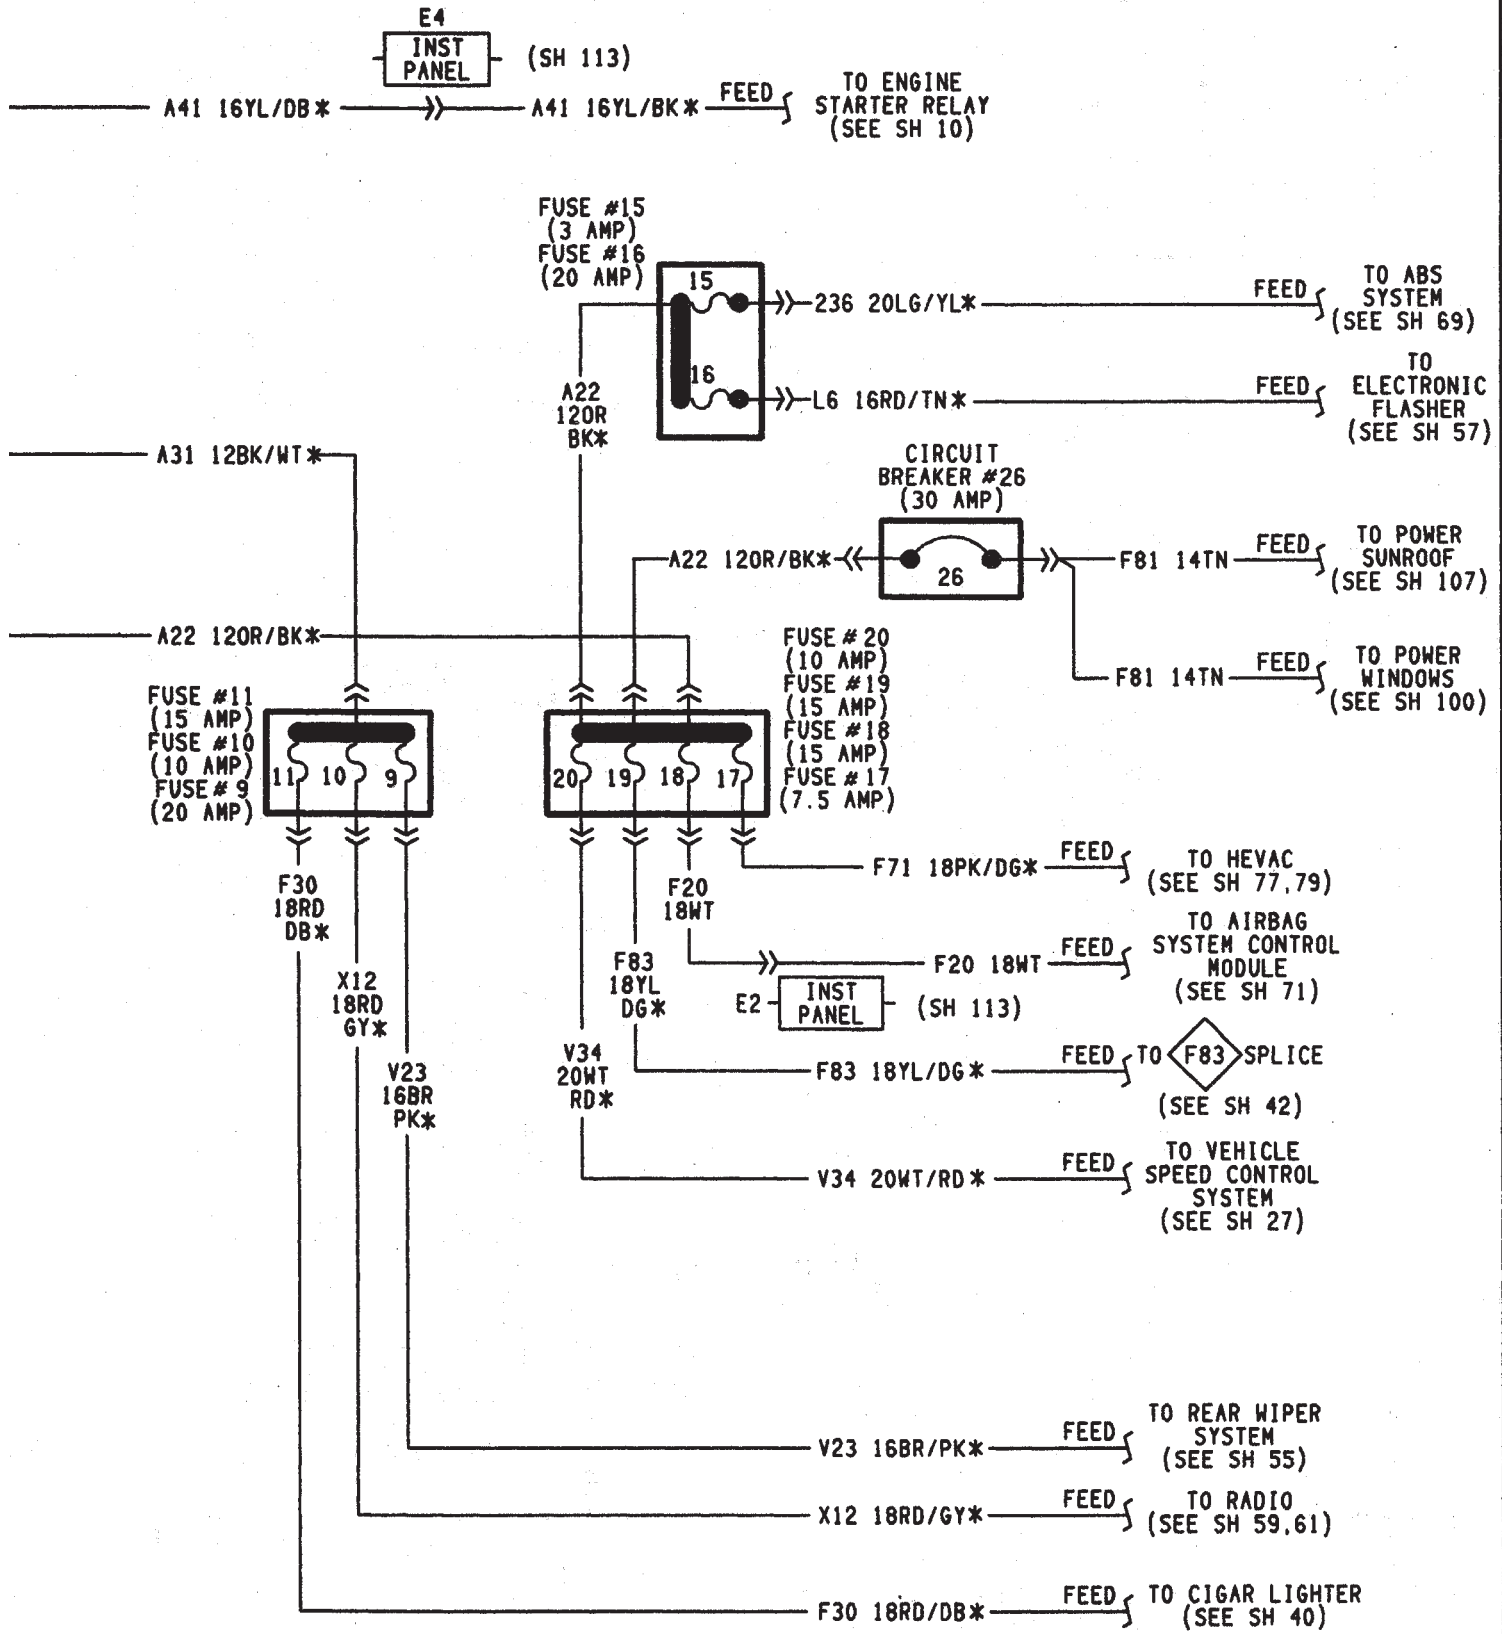 E4
INST
PANEL
(SH 113)
A41 16YL/DB*
A41 16YL/BK*
FEED
TO ENGINE
STARTER RELAY
(SEE SH 10)
FUSE #15
(3 AMP)
FUSE #16
(20 AMP)
15
16
236 20LG/YL*
FEED
TO ABS
SYSTEM
(SEE SH 69)
L6 16RD/TN*
FEED
TO
ELECTRONIC
FLASHER
(SEE SH 57)
A22
12OR
BK*
A31 12BK/WT*
CIRCUIT
BREAKER #26
(30 AMP)
A22 12OR/BK*
26
F81 14TN
FEED
TO POWER
SUNROOF
(SEE SH 107)
F81 14TN
FEED
TO POWER
WINDOWS
(SEE SH 100)
A22 12OR/BK*
FUSE #11
(15 AMP)
FUSE #10
(10 AMP)
FUSE # 9
(20 AMP)
11
10
9
20
19
18
17
FUSE # 20
(10 AMP)
FUSE # 19
(15 AMP)
FUSE # 18
(15 AMP)
FUSE # 17
(7.5 AMP)
F71 18PK/DG*
FEED
TO HEVAC
(SEE SH 77,79)
F30
18RD
DB*
F20
18WT
F20 18WT
FEED
TO AIRBAG
SYSTEM CONTROL
MODULE
(SEE SH 71)
E2
INST
PANEL
(SH 113)
X12
18RD
GY*
F83
18YL
DG*
F83 18YL/DG*
FEED
TO F83 SPLICE
(SEE SH 42)
V23
16BR
PK*
V34
20WT
RD*
V34 20WT/RD*
FEED
TO VEHICLE
SPEED CONTROL
SYSTEM
(SEE SH 27)
V23 16BR/PK*
FEED
TO REAR WIPER
SYSTEM
(SEE SH 55)
X12 18RD/GY*
FEED
TO RADIO
(SEE SH 59,61)
F30 18RD/DB*
FEED
TO CIGAR LIGHTER
(SEE SH 40)